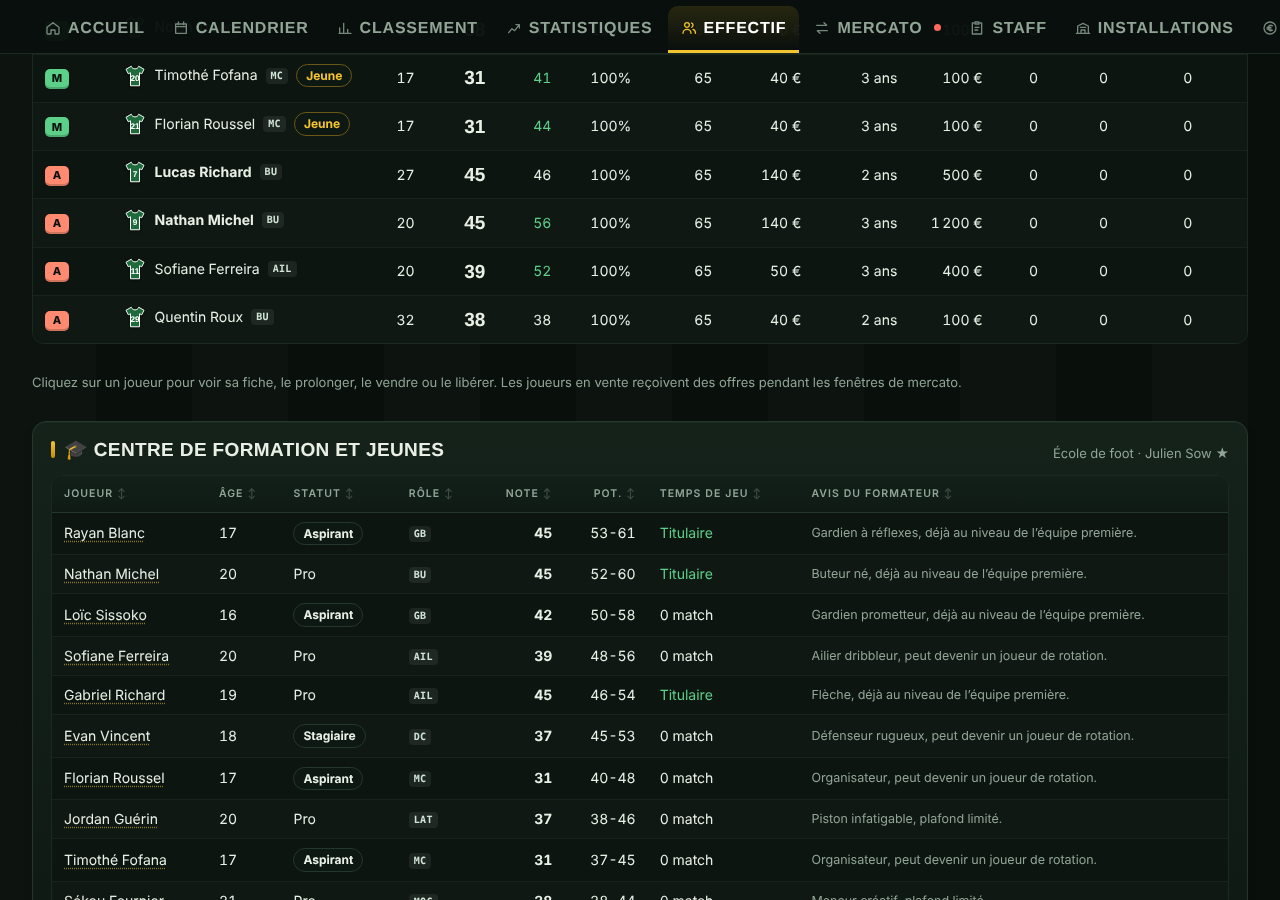 ACCUEIL CALENDRIER CLASSEMENT STATISTIQUES EFFECTIF MERCATO STAFF INSTALLATIONS
M 20 Timothé Fofana MC Jeune 17 31 41 100% 65 40 € 3 ans 100 € 0 0 0
M 21 Florian Roussel MC Jeune 17 31 44 100% 65 40 € 3 ans 100 € 0 0 0
A 7 Lucas Richard BU 27 45 46 100% 65 140 € 2 ans 500 € 0 0 0
A 9 Nathan Michel BU 20 45 56 100% 65 140 € 3 ans 1 200 € 0 0 0
A 11 Sofiane Ferreira AIL 20 39 52 100% 65 50 € 3 ans 400 € 0 0 0
A 29 Quentin Roux BU 32 38 38 100% 65 40 € 2 ans 100 € 0 0 0
Cliquez sur un joueur pour voir sa fiche, le prolonger, le vendre ou le libérer. Les joueurs en vente reçoivent des offres pendant les fenêtres de mercato.
🎓 CENTRE DE FORMATION ET JEUNES École de foot · Julien Sow ★
JOUEUR ↕ ÂGE ↕ STATUT ↕ RÔLE ↕ NOTE ↕ POT. ↕ TEMPS DE JEU ↕ AVIS DU FORMATEUR ↕
Rayan Blanc 17 Aspirant GB 45 53-61 Titulaire Gardien à réflexes, déjà au niveau de l’équipe première.
Nathan Michel 20 Pro BU 45 52-60 Titulaire Buteur né, déjà au niveau de l’équipe première.
Loïc Sissoko 16 Aspirant GB 42 50-58 0 match Gardien prometteur, déjà au niveau de l’équipe première.
Sofiane Ferreira 20 Pro AIL 39 48-56 0 match Ailier dribbleur, peut devenir un joueur de rotation.
Gabriel Richard 19 Pro AIL 45 46-54 Titulaire Flèche, déjà au niveau de l’équipe première.
Evan Vincent 18 Stagiaire DC 37 45-53 0 match Défenseur rugueux, peut devenir un joueur de rotation.
Florian Roussel 17 Aspirant MC 31 40-48 0 match Organisateur, peut devenir un joueur de rotation.
Jordan Guérin 20 Pro LAT 37 38-46 0 match Piston infatigable, plafond limité.
Timothé Fofana 17 Aspirant MC 31 37-45 0 match Organisateur, peut devenir un joueur de rotation.